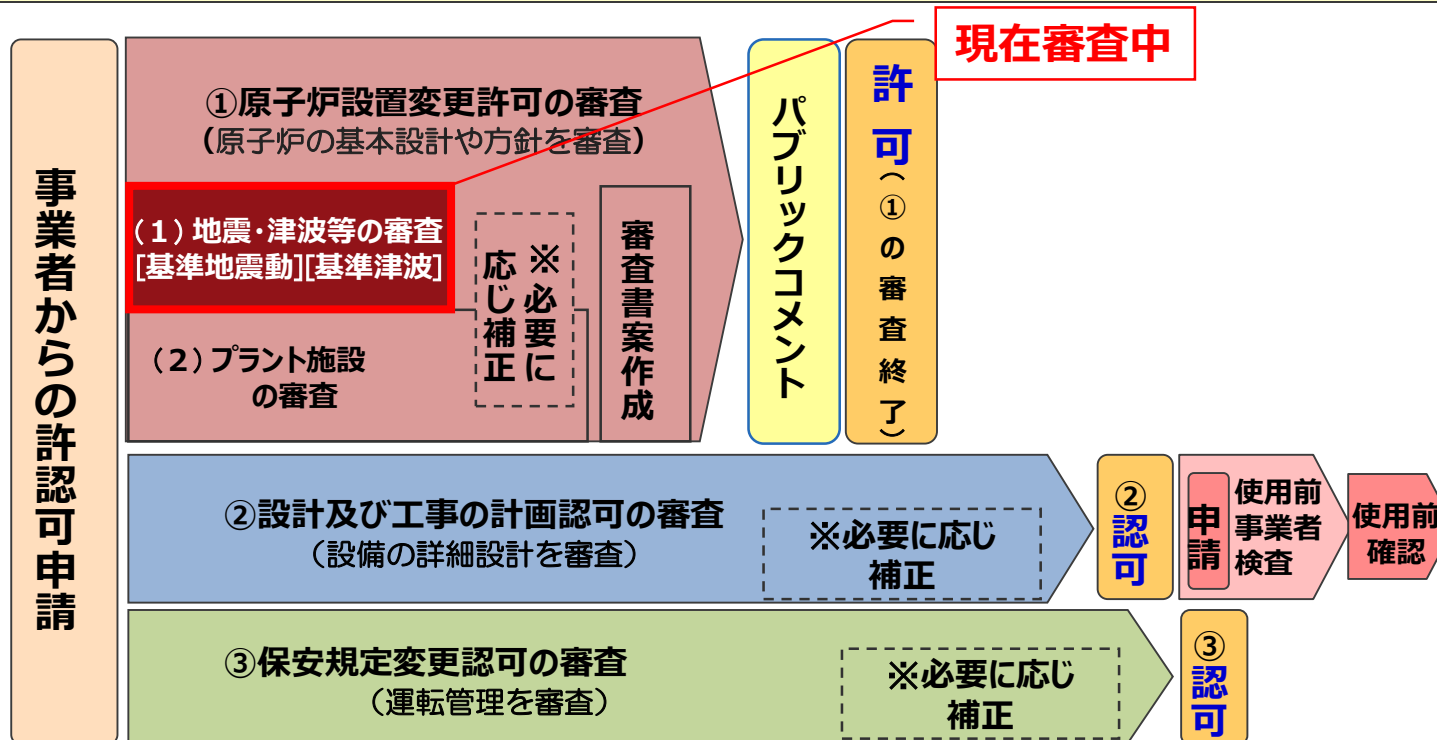 現在審査中
事業者からの許認可申請
①原子炉設置変更許可の審査
(原子炉の基本設計や方針を審査)
(1)地震・津波等の審査
[基準地震動][基準津波]
(2)プラント施設
の審査
※必要に
応じ補正
審査書案作成
パブリックコメント
許可(①の審査終了)
②設計及び工事の計画認可の審査
(設備の詳細設計を審査)
※必要に応じ
補正
②
認可
申請
使用前
事業者
検査
使用前
確認
③保安規定変更認可の審査
(運転管理を審査)
※必要に応じ
補正
③
認可